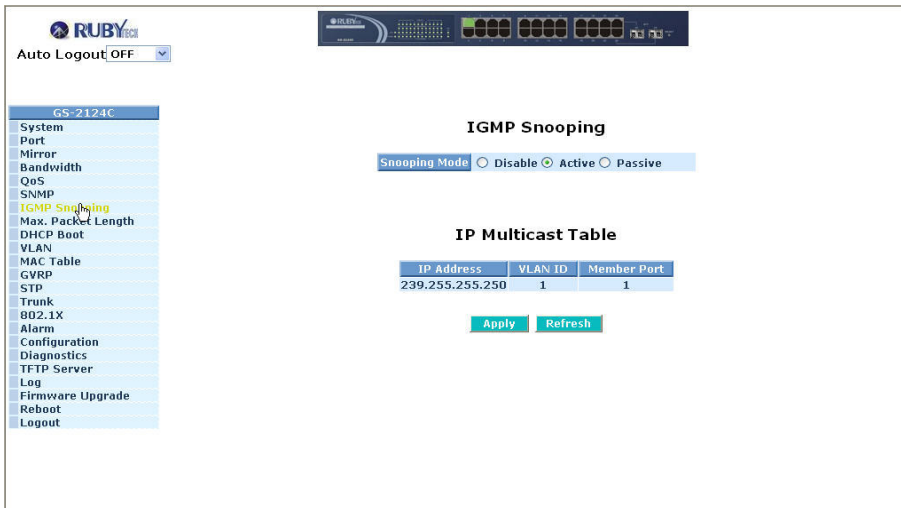 RUBYTECH
Auto Logout OFF
GS-2124C
System
Port
Mirror
Bandwidth
QoS
SNMP
IGMP Snooping
Max. Packet Length
DHCP Boot
VLAN
MAC Table
GVRP
STP
Trunk
802.1X
Alarm
Configuration
Diagnostics
TFTP Server
Log
Firmware Upgrade
Reboot
Logout
IGMP Snooping
Snooping Mode Disable Active Passive
IP Multicast Table
IP Address VLAN ID Member Port
239.255.255.250 1 1
Apply Refresh